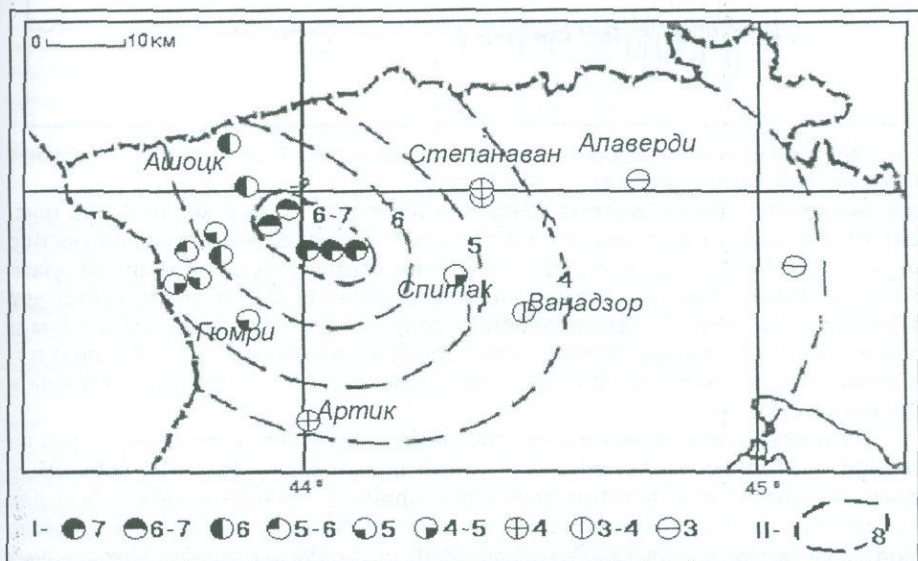 0 10 км
Ашоцк
Степанаван
Алаверди
6-7
6
5
4
Спитак
Ванадзор
Гюмри
Артик
44° 45°
I- 7 6-7 6 5-6 5 4-5 4 3-4 3 II- 8